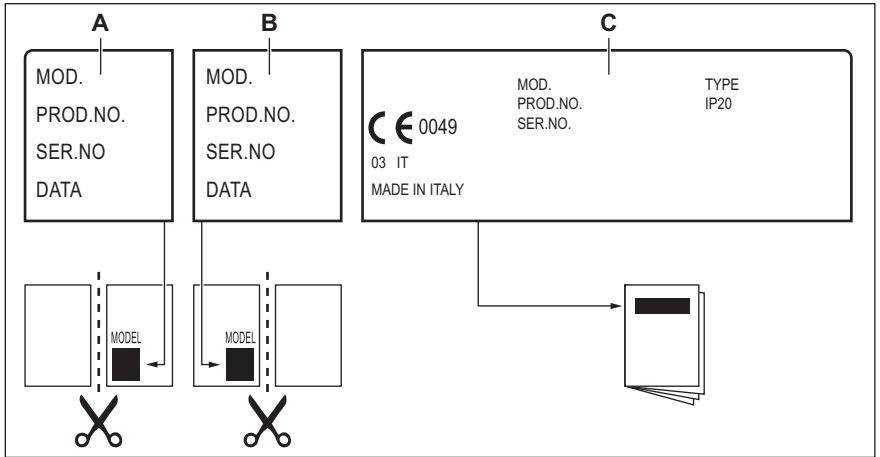 A
B
C
MOD.
PROD.NO.
SER.NO
DATA
MOD.
PROD.NO.
SER.NO
DATA
MOD.
PROD.NO.
SER.NO.
TYPE
IP20
CE 0049
03 IT
MADE IN ITALY
MODEL
MODEL